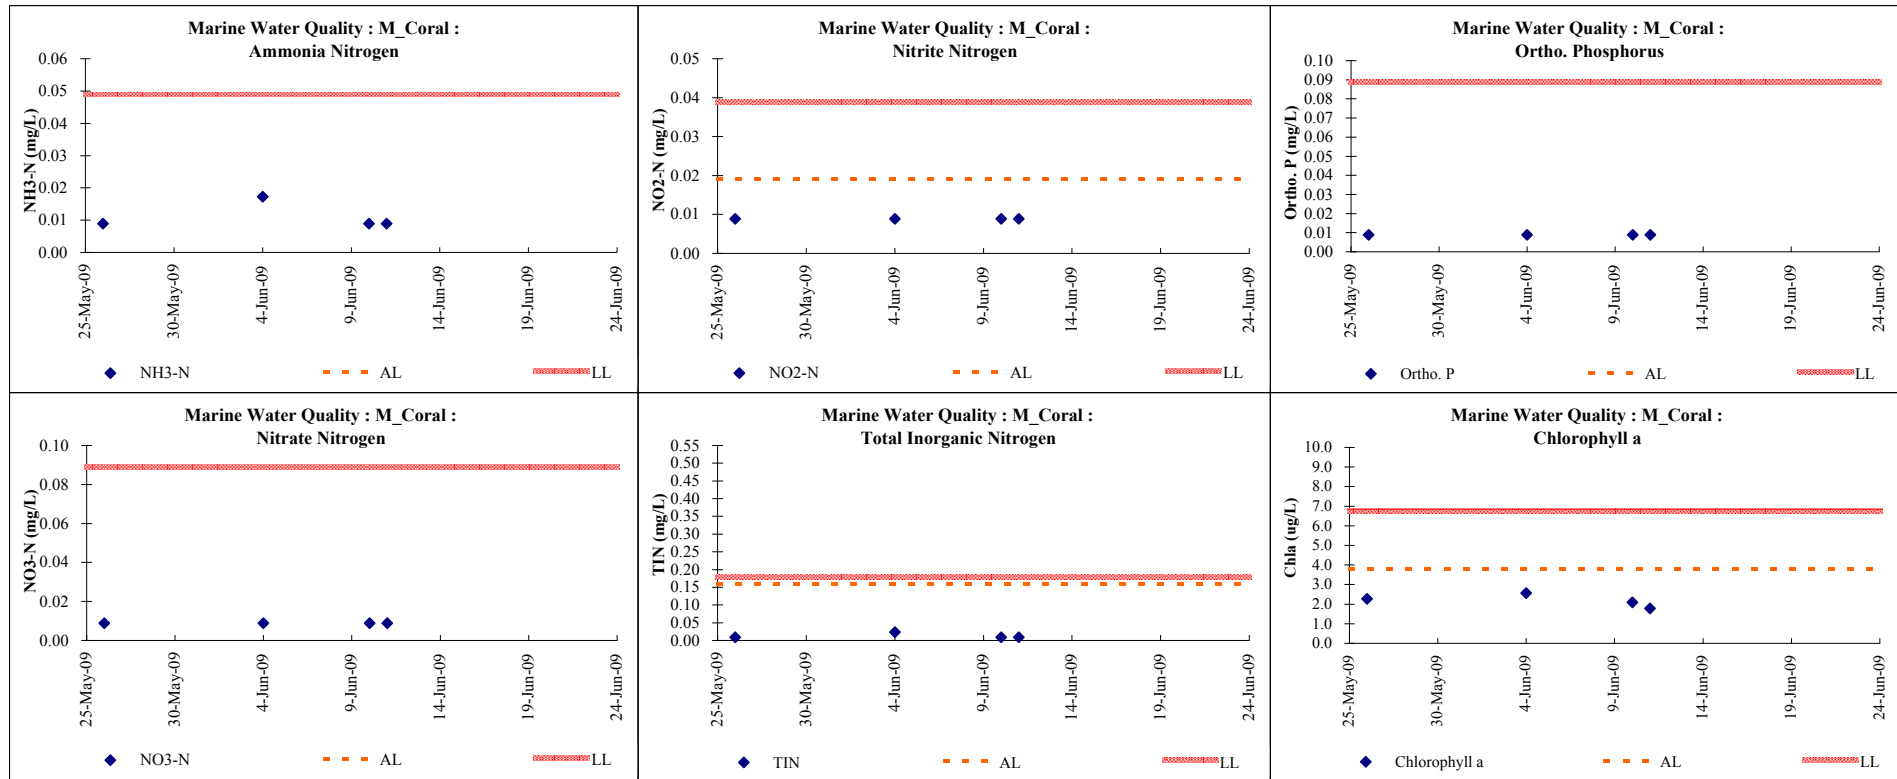 Marine Water Quality : M_Coral :
Ammonia Nitrogen
NH3-N (mg/L)
0.06
0.05
0.04
0.03
0.02
0.01
0.00
25-May-09
30-May-09
4-Jun-09
9-Jun-09
14-Jun-09
19-Jun-09
24-Jun-09
NH3-N AL LL
Marine Water Quality : M_Coral :
Nitrite Nitrogen
NO2-N (mg/L)
0.05
0.04
0.03
0.02
0.01
0.00
25-May-09
30-May-09
4-Jun-09
9-Jun-09
14-Jun-09
19-Jun-09
24-Jun-09
NO2-N AL LL
Marine Water Quality : M_Coral :
Ortho. Phosphorus
Ortho. P (mg/L)
0.10
0.09
0.08
0.07
0.06
0.05
0.04
0.03
0.02
0.01
0.00
25-May-09
30-May-09
4-Jun-09
9-Jun-09
14-Jun-09
19-Jun-09
24-Jun-09
Ortho. P AL LL
Marine Water Quality : M_Coral :
Nitrate Nitrogen
NO3-N (mg/L)
0.10
0.08
0.06
0.04
0.02
0.00
25-May-09
30-May-09
4-Jun-09
9-Jun-09
14-Jun-09
19-Jun-09
24-Jun-09
NO3-N AL LL
Marine Water Quality : M_Coral :
Total Inorganic Nitrogen
TIN (mg/L)
0.55
0.50
0.45
0.40
0.35
0.30
0.25
0.20
0.15
0.10
0.05
0.00
25-May-09
30-May-09
4-Jun-09
9-Jun-09
14-Jun-09
19-Jun-09
24-Jun-09
TIN AL LL
Marine Water Quality : M_Coral :
Chlorophyll a
Chla (ug/L)
10.0
9.0
8.0
7.0
6.0
5.0
4.0
3.0
2.0
1.0
0.0
25-May-09
30-May-09
4-Jun-09
9-Jun-09
14-Jun-09
19-Jun-09
24-Jun-09
Chlorophyll a AL LL